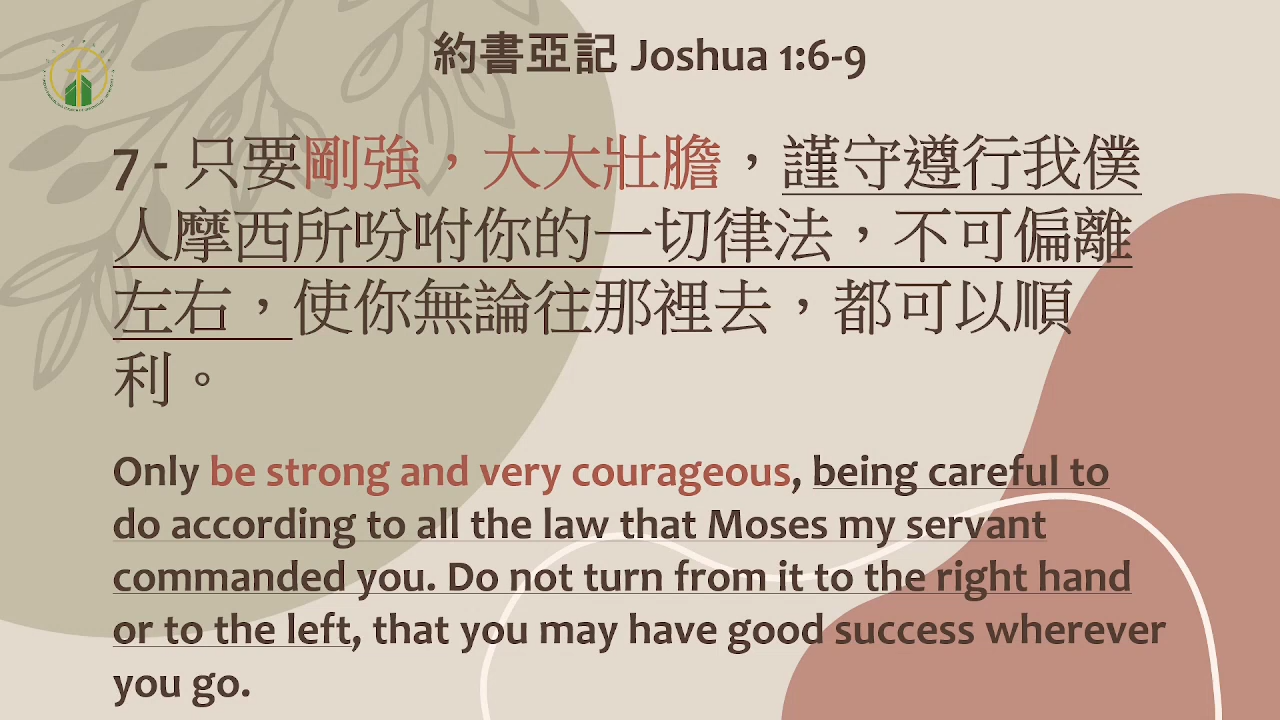 約書亞記 Joshua 1:6-9
7 - 只要剛強，大大壯膽，謹守遵行我僕
人摩西所吩咐你的一切律法，不可偏離
左右，使你無論往那裡去，都可以順
利。
Only be strong and very courageous, being careful to
do according to all the law that Moses my servant
commanded you. Do not turn from it to the right hand
or to the left, that you may have good success wherever
you go.